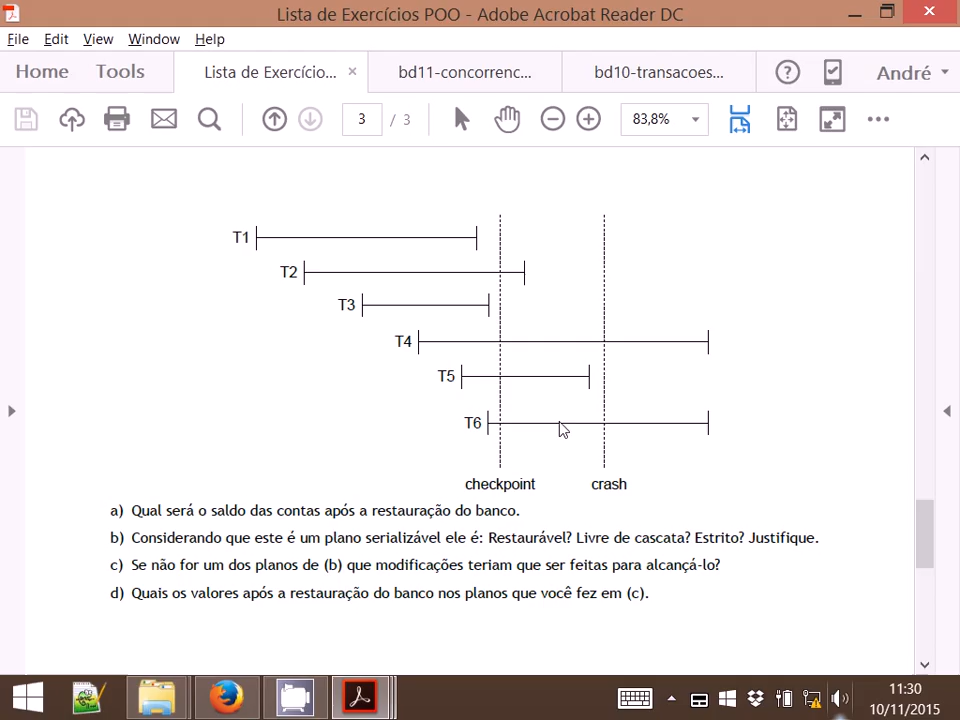 Lista de Exercícios POO - Adobe Acrobat Reader DC
File Edit View Window Help
Home Tools Lista de Exercício... × bd11-concorrenc... bd10-transacoes... ? André
3 / 3 83,8%
T1
T2
T3
T4
T5
T6
checkpoint crash
a) Qual será o saldo das contas após a restauração do banco.
b) Considerando que este é um plano serializável ele é: Restaurável? Livre de cascata? Estrito? Justifique.
c) Se não for um dos planos de (b) que modificações teriam que ser feitas para alcançá-lo?
d) Quais os valores após a restauração do banco nos planos que você fez em (c).
11:30
10/11/2015